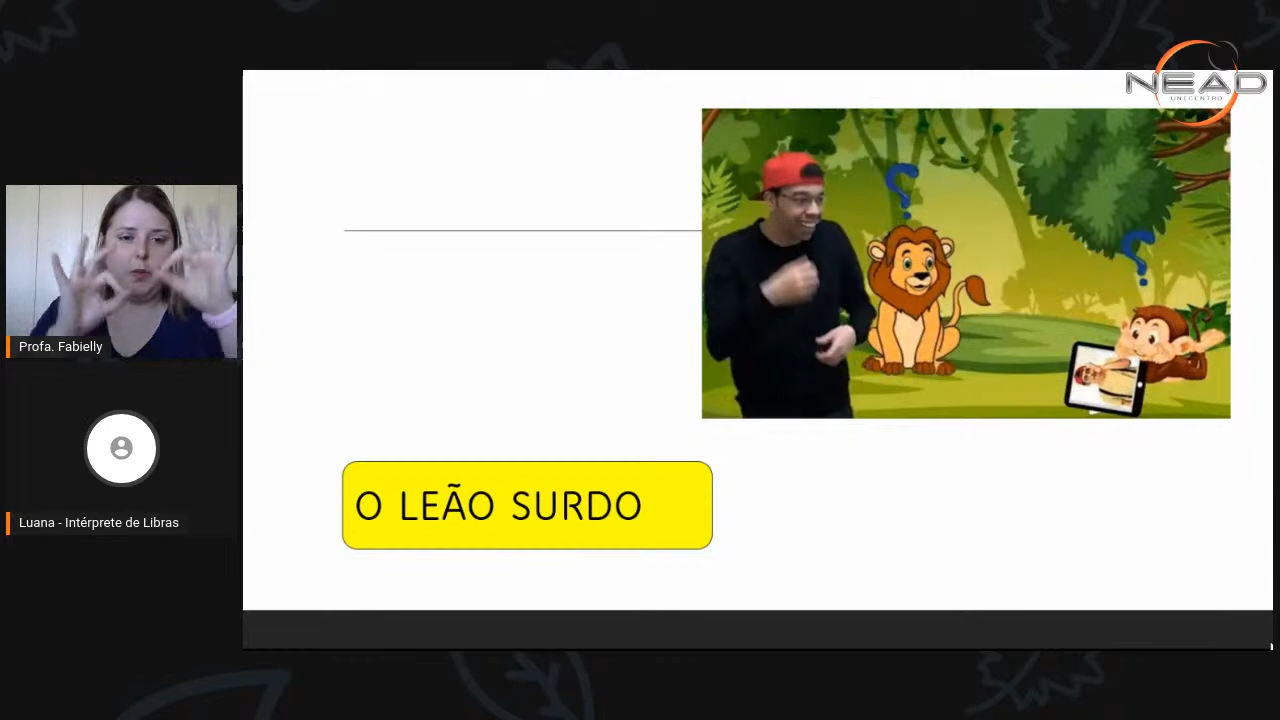 NEAD
UNICENTRO
Profa. Fabielly
O LEÃO SURDO
Luana - Intérprete de Libras